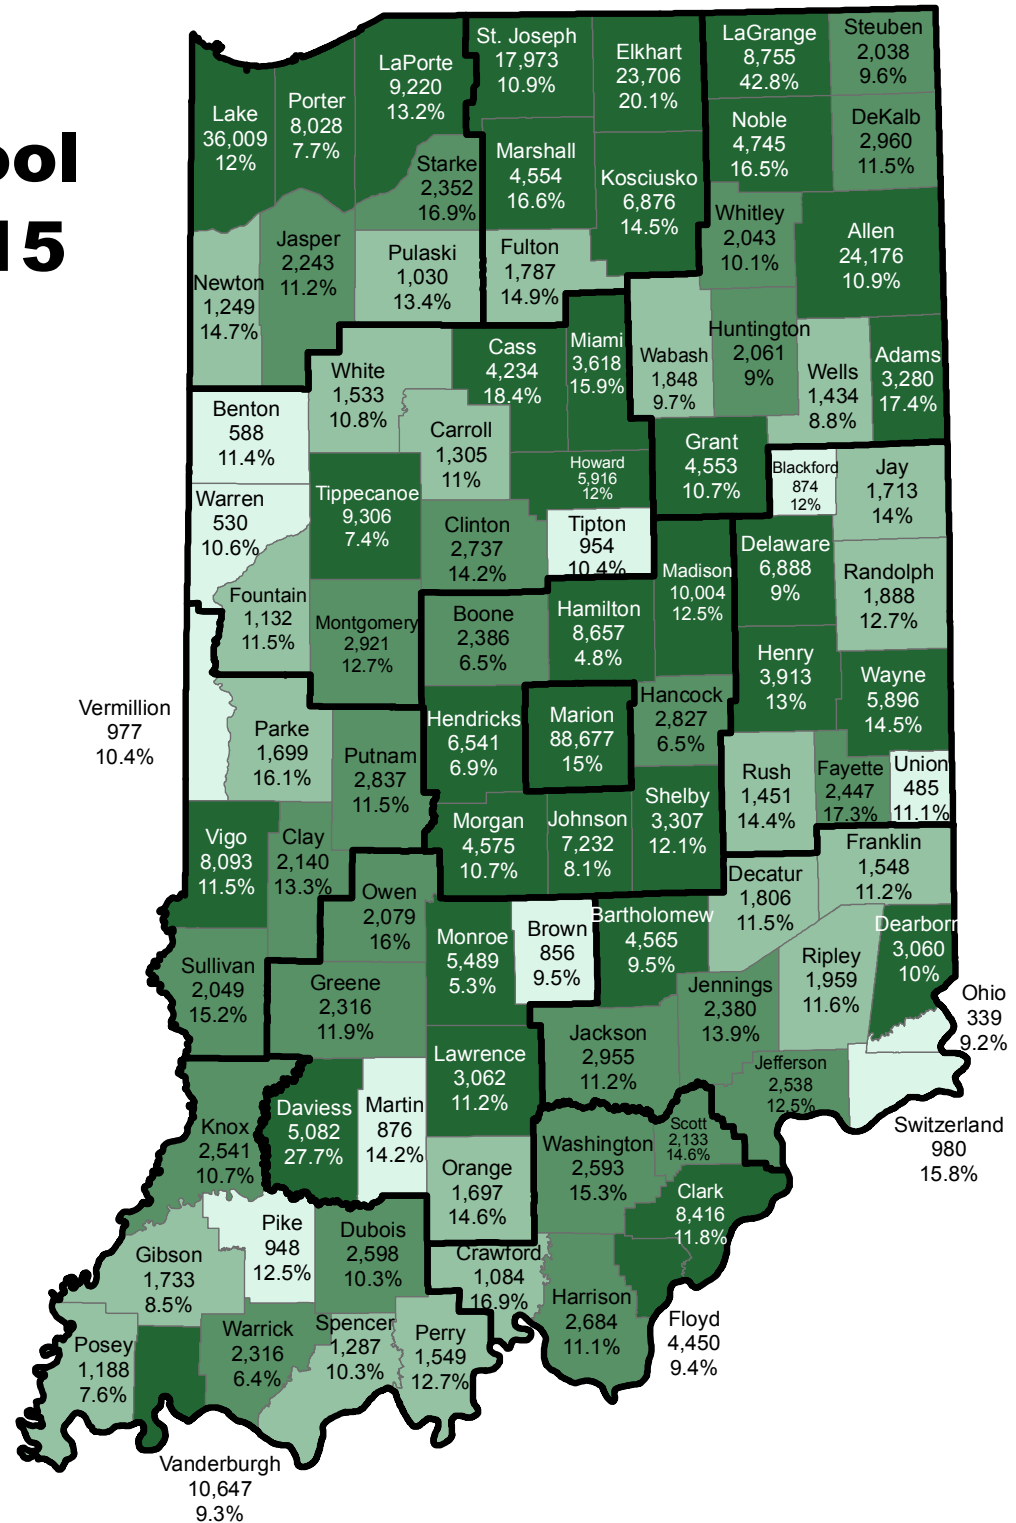 ool
15
Lake
36,009
12%
Porter
8,028
7.7%
LaPorte
9,220
13.2%
St. Joseph
17,973
10.9%
Elkhart
23,706
20.1%
LaGrange
8,755
42.8%
Steuben
2,038
9.6%
Noble
4,745
16.5%
DeKalb
2,960
11.5%
Starke
2,352
16.9%
Marshall
4,554
16.6%
Kosciusko
6,876
14.5%
Whitley
2,043
10.1%
Allen
24,176
10.9%
Newton
1,249
14.7%
Jasper
2,243
11.2%
Pulaski
1,030
13.4%
Fulton
1,787
14.9%
White
1,533
10.8%
Cass
4,234
18.4%
Miami
3,618
15.9%
Wabash
1,848
9.7%
Huntington
2,061
9%
Wells
1,434
8.8%
Adams
3,280
17.4%
Benton
588
11.4%
Carroll
1,305
11%
Howard
5,916
12%
Grant
4,553
10.7%
Blackford
874
12%
Jay
1,713
14%
Warren
530
10.6%
Tippecanoe
9,306
7.4%
Clinton
2,737
14.2%
Tipton
954
10.4%
Madison
10,004
12.5%
Delaware
6,888
9%
Randolph
1,888
12.7%
Fountain
1,132
11.5%
Montgomery
2,921
12.7%
Boone
2,386
6.5%
Hamilton
8,657
4.8%
Henry
3,913
13%
Wayne
5,896
14.5%
Vermillion
977
10.4%
Parke
1,699
16.1%
Putnam
2,837
11.5%
Hendricks
6,541
6.9%
Marion
88,677
15%
Hancock
2,827
6.5%
Rush
1,451
14.4%
Fayette
2,447
17.3%
Union
485
11.1%
Vigo
8,093
11.5%
Clay
2,140
13.3%
Morgan
4,575
10.7%
Johnson
7,232
8.1%
Shelby
3,307
12.1%
Franklin
1,548
11.2%
Owen
2,079
16%
Decatur
1,806
11.5%
Monroe
5,489
5.3%
Brown
856
9.5%
Bartholomew
4,565
9.5%
Dearborn
3,060
10%
Sullivan
2,049
15.2%
Greene
2,316
11.9%
Jennings
2,380
13.9%
Ripley
1,959
11.6%
Ohio
339
9.2%
Jackson
2,955
11.2%
Lawrence
3,062
11.2%
Jefferson
2,538
12.5%
Switzerland
980
15.8%
Knox
2,541
10.7%
Daviess
5,082
27.7%
Martin
876
14.2%
Orange
1,697
14.6%
Washington
2,593
15.3%
Scott
2,133
14.6%
Clark
8,416
11.8%
Gibson
1,733
8.5%
Pike
948
12.5%
Dubois
2,598
10.3%
Crawford
1,084
16.9%
Harrison
2,684
11.1%
Floyd
4,450
9.4%
Posey
1,188
7.6%
Warrick
2,316
6.4%
Spencer
1,287
10.3%
Perry
1,549
12.7%
Vanderburgh
10,647
9.3%